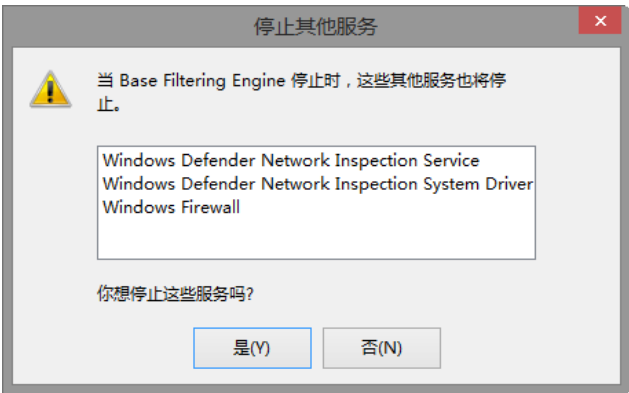 停止其他服务
当 Base Filtering Engine 停止时，这些其他服务也将停
止。
Windows Defender Network Inspection Service
Windows Defender Network Inspection System Driver
Windows Firewall
你想停止这些服务吗?
是(Y) 否(N)